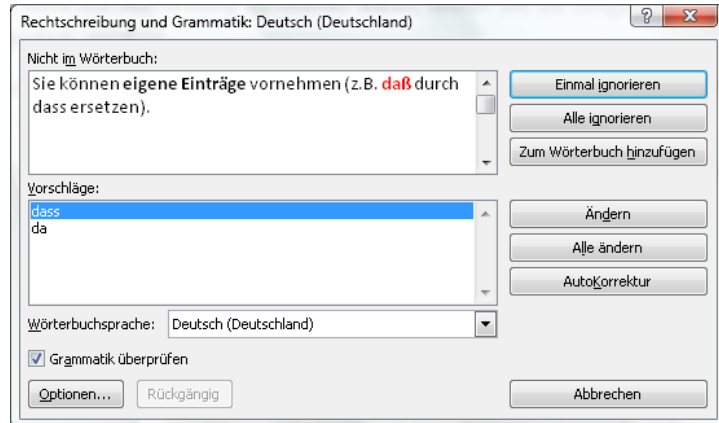 Rechtschreibung und Grammatik: Deutsch (Deutschland)
Nicht im Wörterbuch:
Sie können eigene Einträge vornehmen (z.B. daß durch
dass ersetzen).
Einmal ignorieren
Alle ignorieren
Zum Wörterbuch hinzufügen
Vorschläge:
dass
da
Ändern
Alle ändern
AutoKorrektur
Wörterbuchsprache: Deutsch (Deutschland)
Grammatik überprüfen
Optionen... Rückgängig Abbrechen